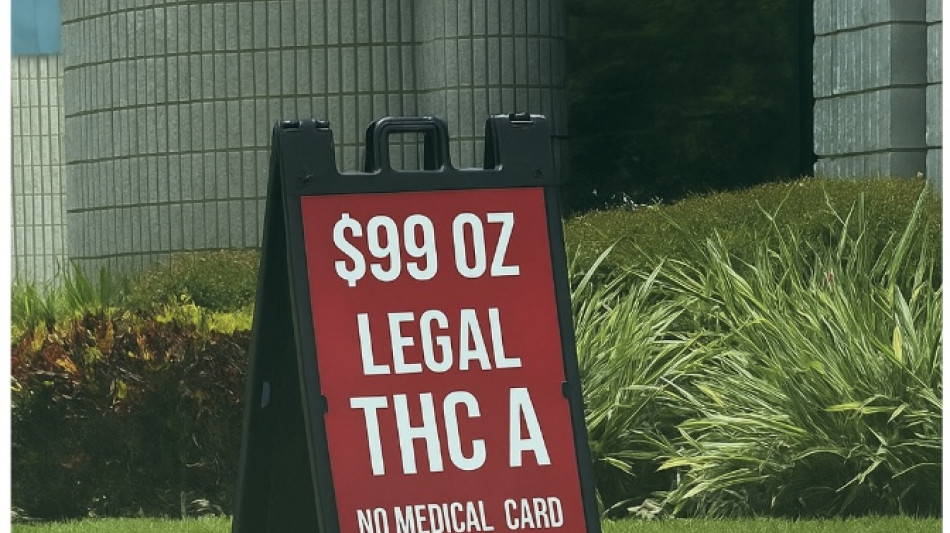 $99 OZ
LEGAL
THC A
NO MEDICAL CARD